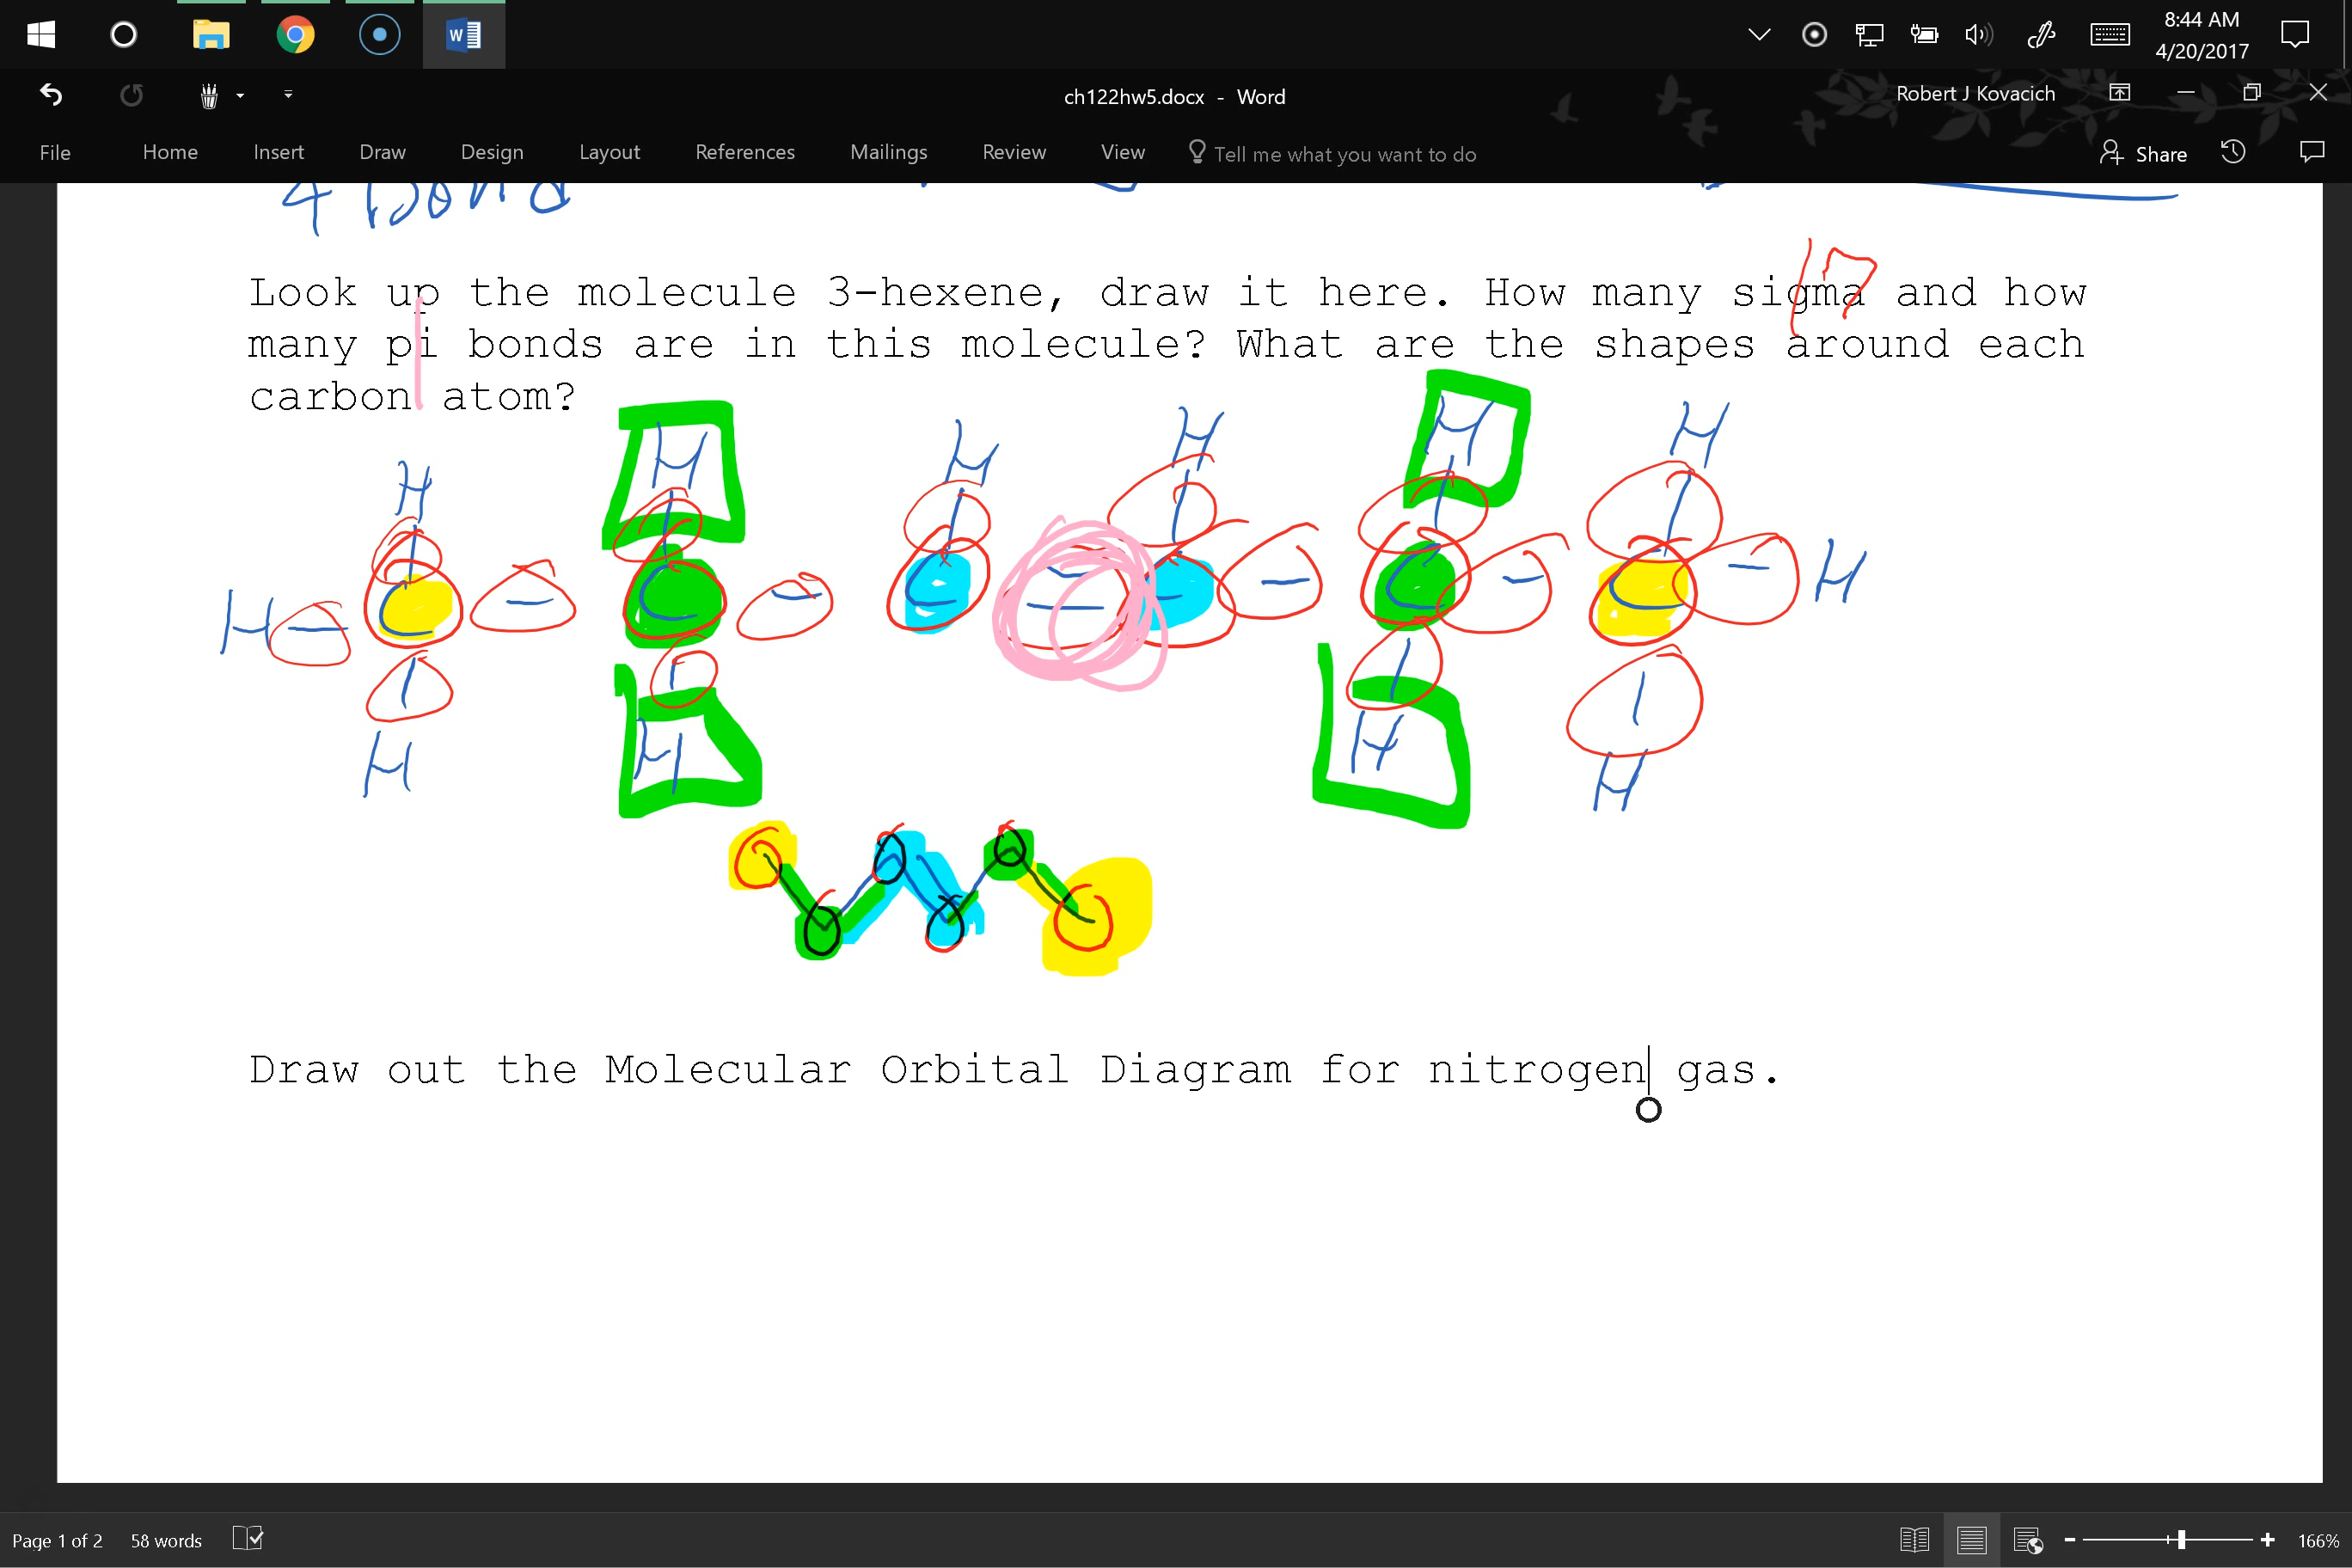 8:44 AM
4/20/2017
ch122hw5.docx - Word
Robert J Kovacich
File Home Insert Draw Design Layout References Mailings Review View Tell me what you want to do Share
4 bond
Look up the molecule 3-hexene, draw it here. How many sigma and how
17
many pi bonds are in this molecule? What are the shapes around each
carbon atom?
H H H H H H
H - C - C - C = C - C - C - H
H H H H
Draw out the Molecular Orbital Diagram for nitrogen gas.
Page 1 of 2 58 words 166%